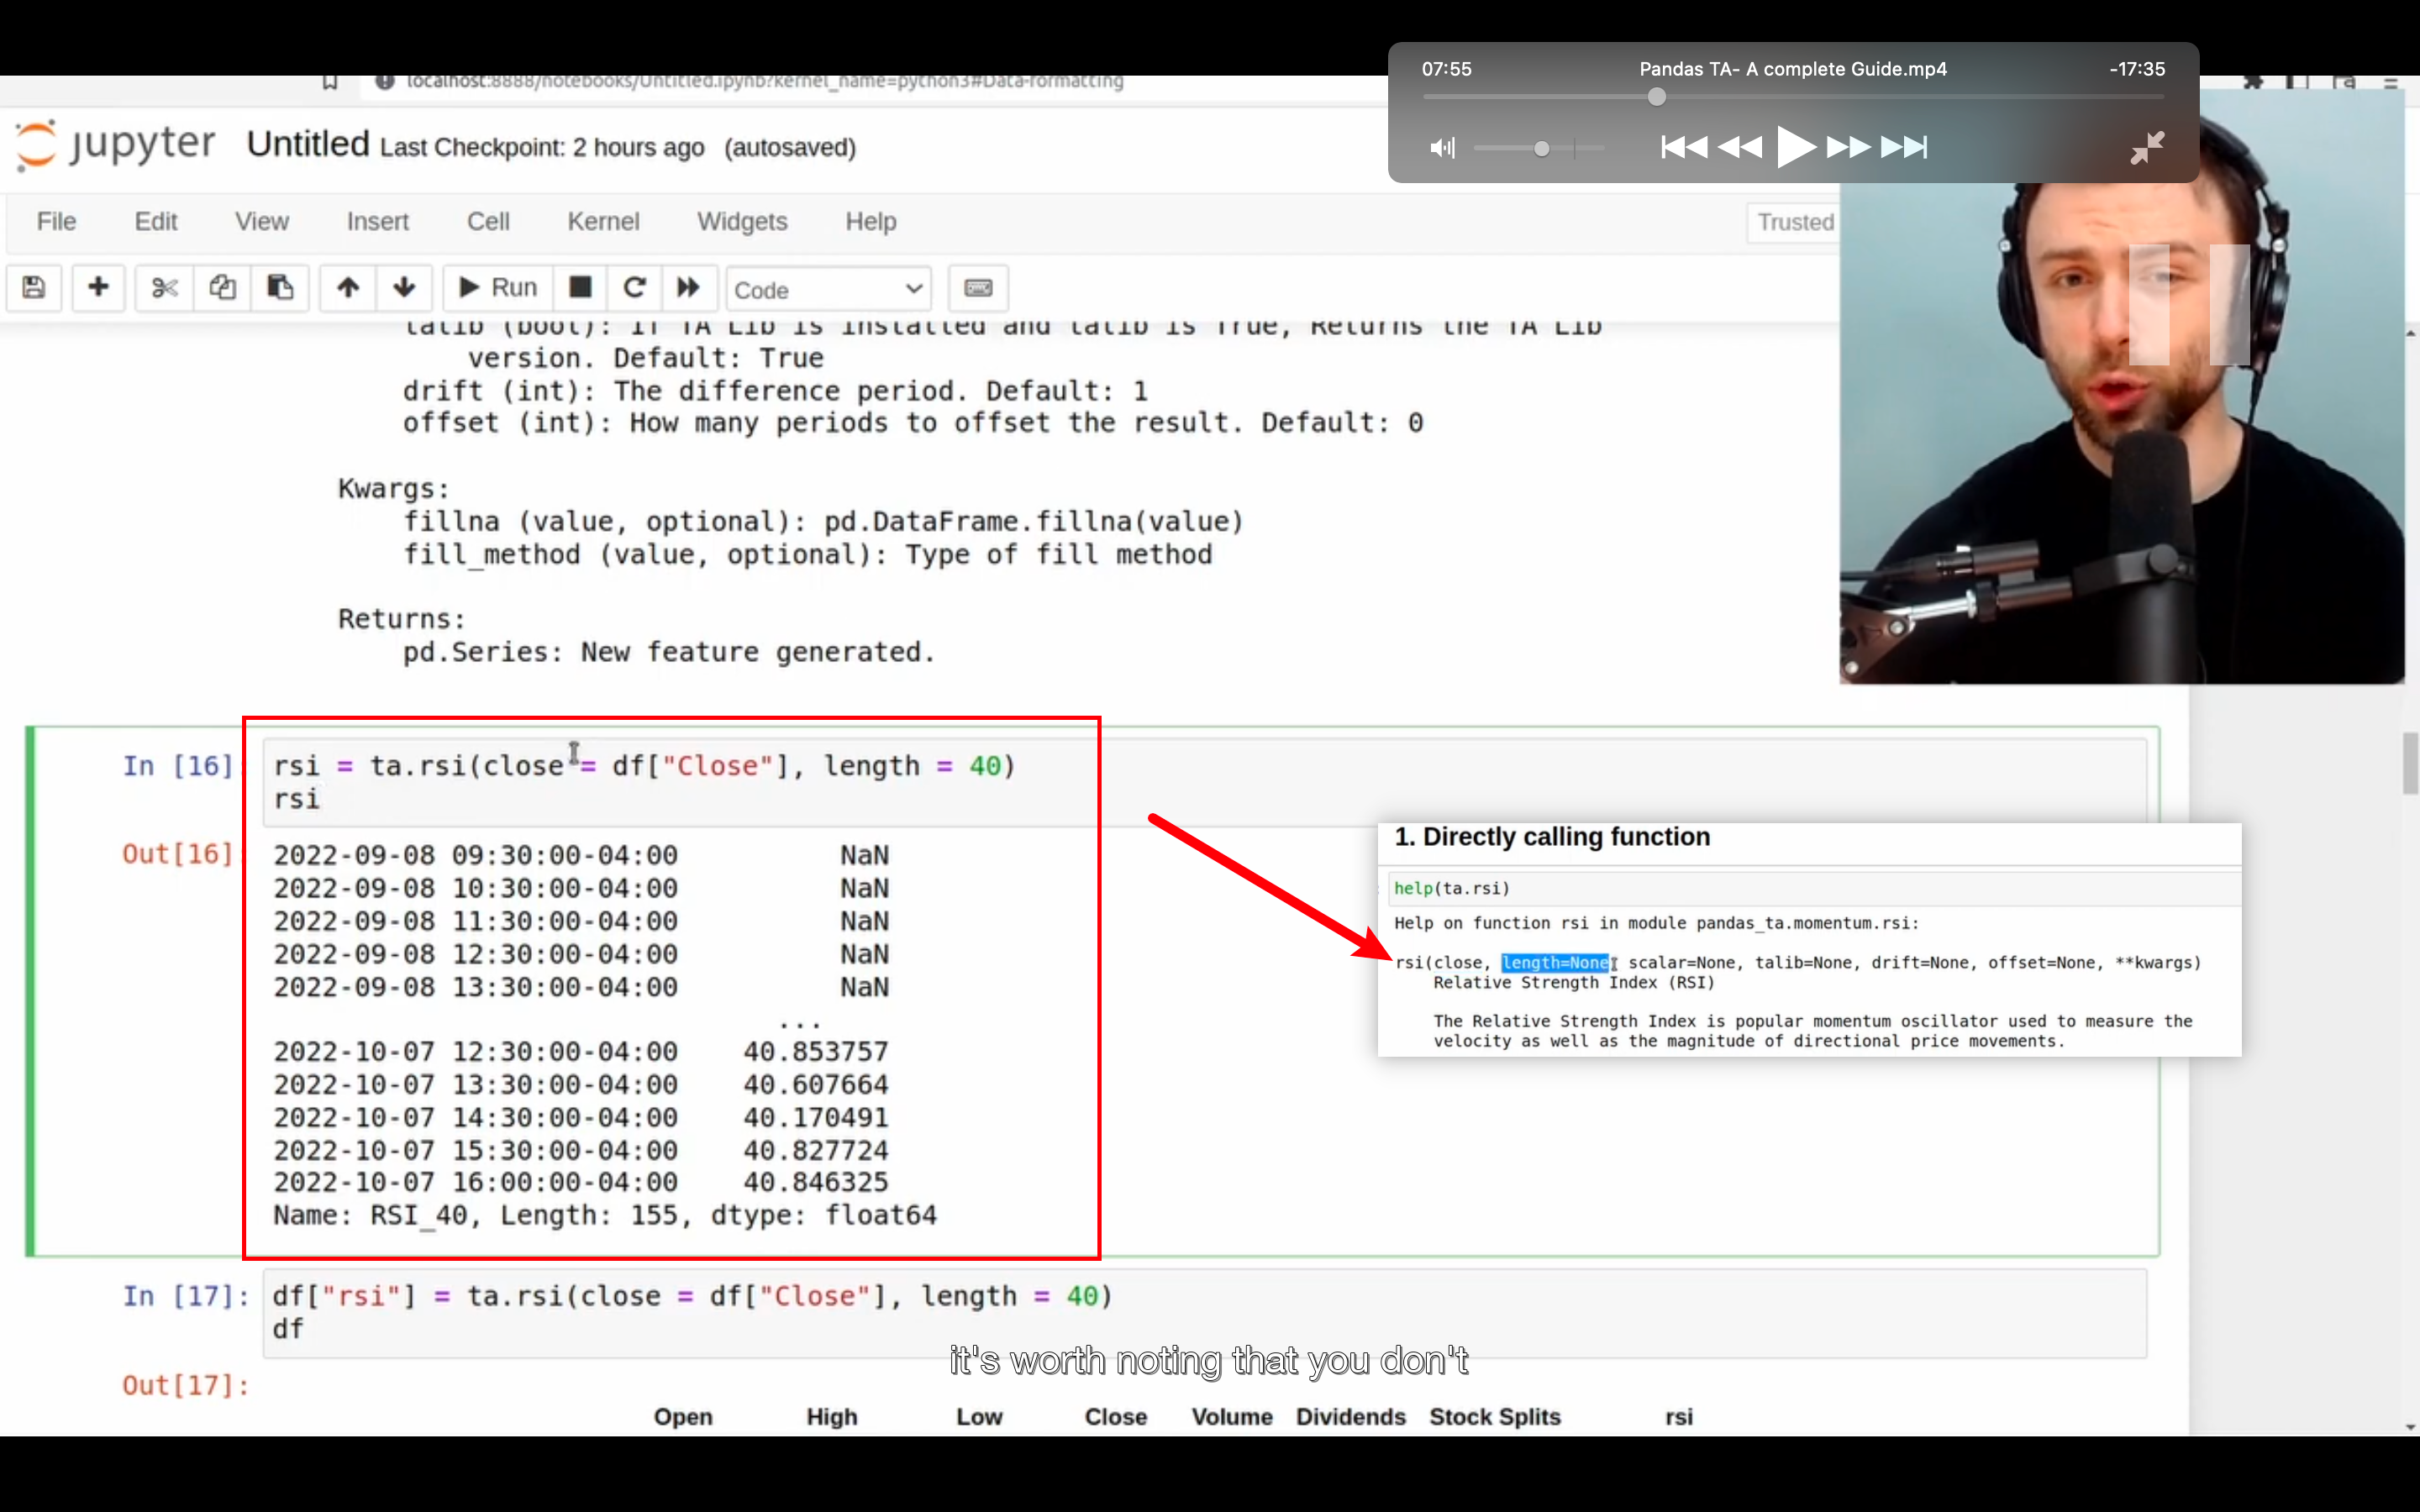 07:55 Pandas TA- A complete Guide.mp4 -17:35
localhost:8888/notebooks/Untitled.ipynb?kernel_name=python3#Data-formatting
jupyter Untitled Last Checkpoint: 2 hours ago (autosaved)
File Edit View Insert Cell Kernel Widgets Help Trusted
Run Code
talib (bool): If TA Lib is installed and talib is True, Returns the TA Lib
version. Default: True
drift (int): The difference period. Default: 1
offset (int): How many periods to offset the result. Default: 0
Kwargs:
fillna (value, optional): pd.DataFrame.fillna(value)
fill_method (value, optional): Type of fill method
Returns:
pd.Series: New feature generated.
In [16] rsi = ta.rsi(close = df["Close"], length = 40)
rsi
Out[16] 2022-09-08 09:30:00-04:00 NaN
2022-09-08 10:30:00-04:00 NaN
2022-09-08 11:30:00-04:00 NaN
2022-09-08 12:30:00-04:00 NaN
2022-09-08 13:30:00-04:00 NaN
...
2022-10-07 12:30:00-04:00 40.853757
2022-10-07 13:30:00-04:00 40.607664
2022-10-07 14:30:00-04:00 40.170491
2022-10-07 15:30:00-04:00 40.827724
2022-10-07 16:00:00-04:00 40.846325
Name: RSI_40, Length: 155, dtype: float64
1. Directly calling function
help(ta.rsi)
Help on function rsi in module pandas_ta.momentum.rsi:
rsi(close, length=None, scalar=None, talib=None, drift=None, offset=None, **kwargs)
Relative Strength Index (RSI)
The Relative Strength Index is popular momentum oscillator used to measure the
velocity as well as the magnitude of directional price movements.
In [17]: df["rsi"] = ta.rsi(close = df["Close"], length = 40)
df
it's worth noting that you don't
Out[17]:
Open High Low Close Volume Dividends Stock Splits rsi